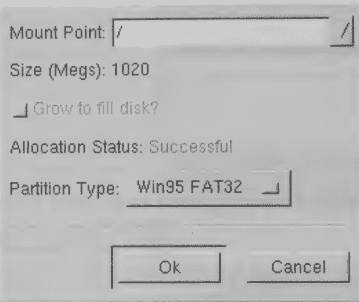 Mount Point: / /
Size (Megs): 1020
Grow to fill disk?
Allocation Status: Successful
Partition Type: Win95 FAT32
Ok Cancel